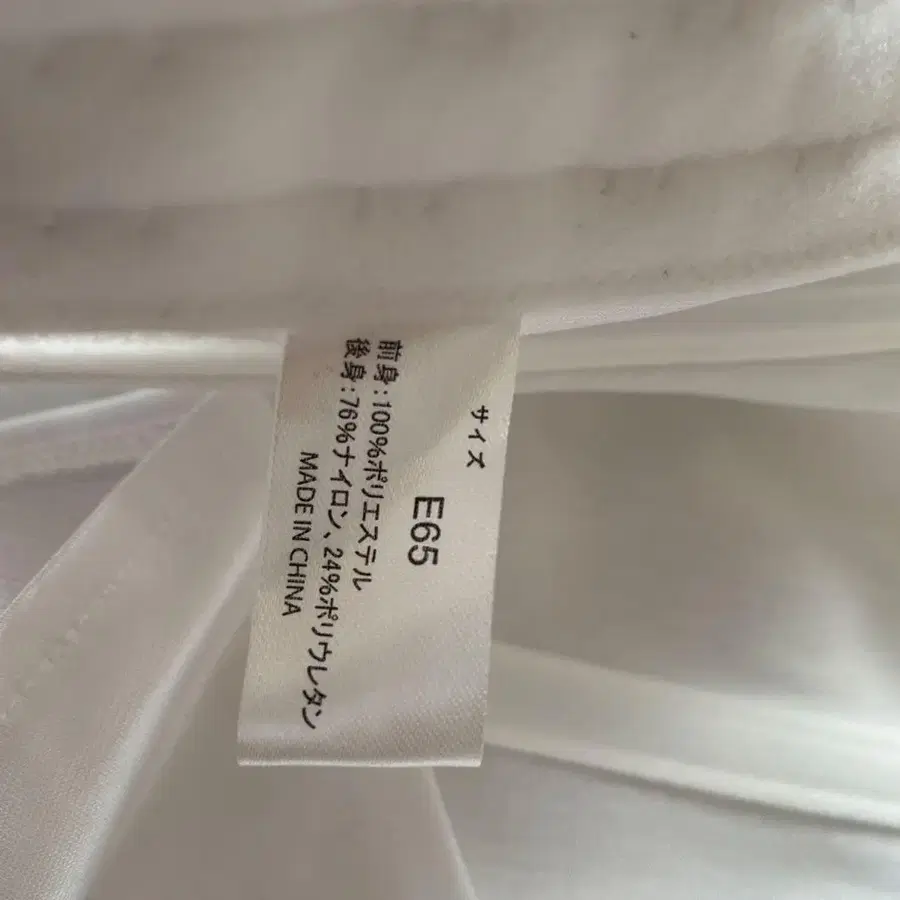 サイズ
E65
前身:100%ポリエステル
後身:76%ナイロン、24%ポリウレタン
MADE IN CHINA